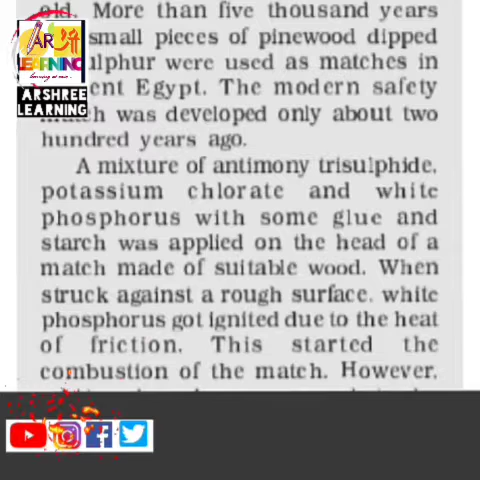 old. More than five thousand years
small pieces of pinewood dipped
sulphur were used as matches in
Egypt. The modern safety
was developed only about two
hundred years ago.
A mixture of antimony trisulphide,
potassium chlorate and white
phosphorus with some glue and
starch was applied on the head of a
match made of suitable wood. When
struck against a rough surface, white
phosphorus got ignited due to the heat
of friction. This started the
combustion of the match. However,
AR श्री
LEARNING
ARSHREE
LEARNING